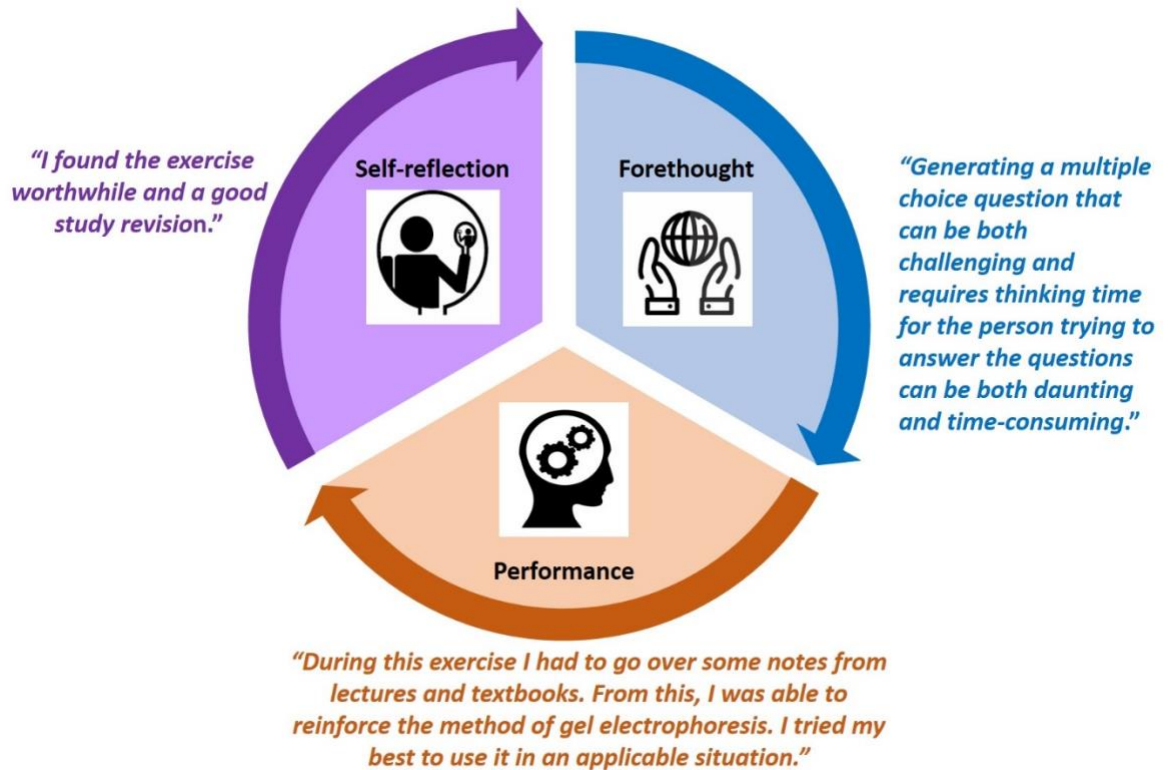 Self-reflection
Forethought
“I found the exercise
worthwhile and a good
study revision.”
“Generating a multiple
choice question that
can be both
challenging and
requires thinking time
for the person trying to
answer the questions
can be both daunting
and time-consuming.”
Performance
“During this exercise I had to go over some notes from
lectures and textbooks. From this, I was able to
reinforce the method of gel electrophoresis. I tried my
best to use it in an applicable situation.”